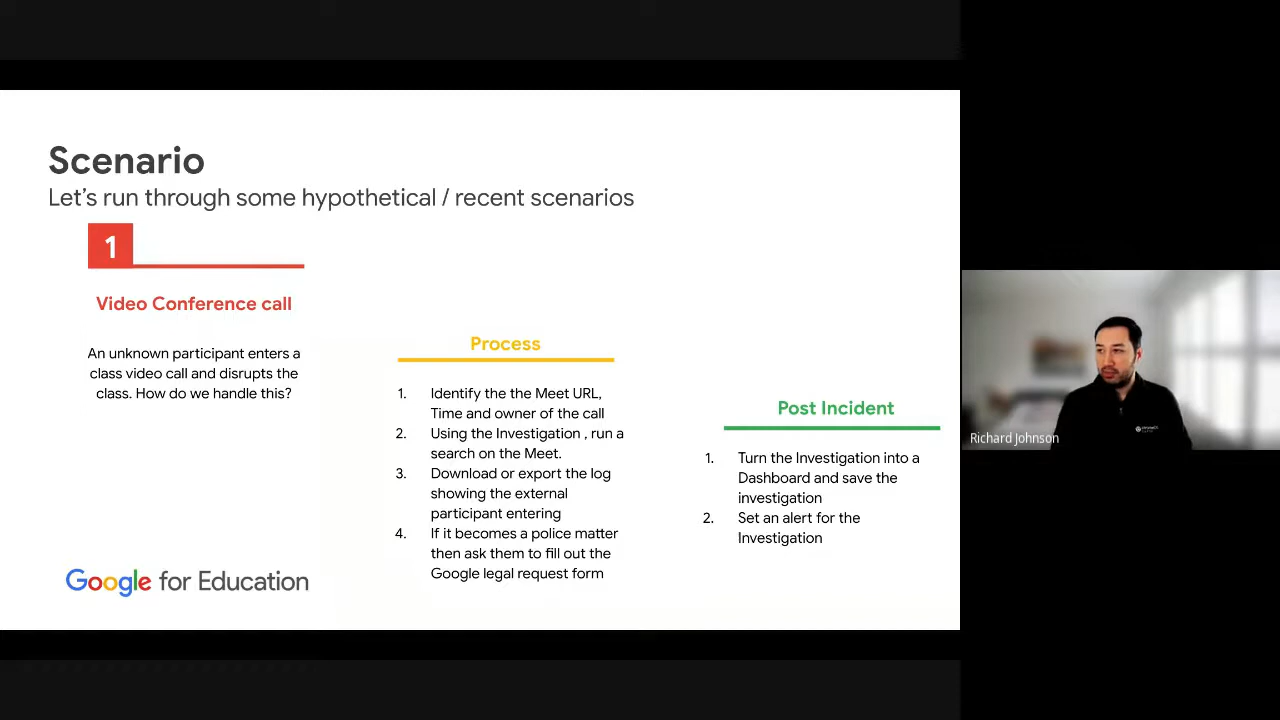 Scenario
Let's run through some hypothetical / recent scenarios
1
Video Conference call
An unknown participant enters a
class video call and disrupts the
class. How do we handle this?
Process
1. Identify the the Meet URL,
Time and owner of the call
2. Using the Investigation , run a
search on the Meet.
3. Download or export the log
showing the external
participant entering
4. If it becomes a police matter
then ask them to fill out the
Google legal request form
Post Incident
1. Turn the Investigation into a
Dashboard and save the
investigation
2. Set an alert for the
Investigation
Google for Education
Richard Johnson